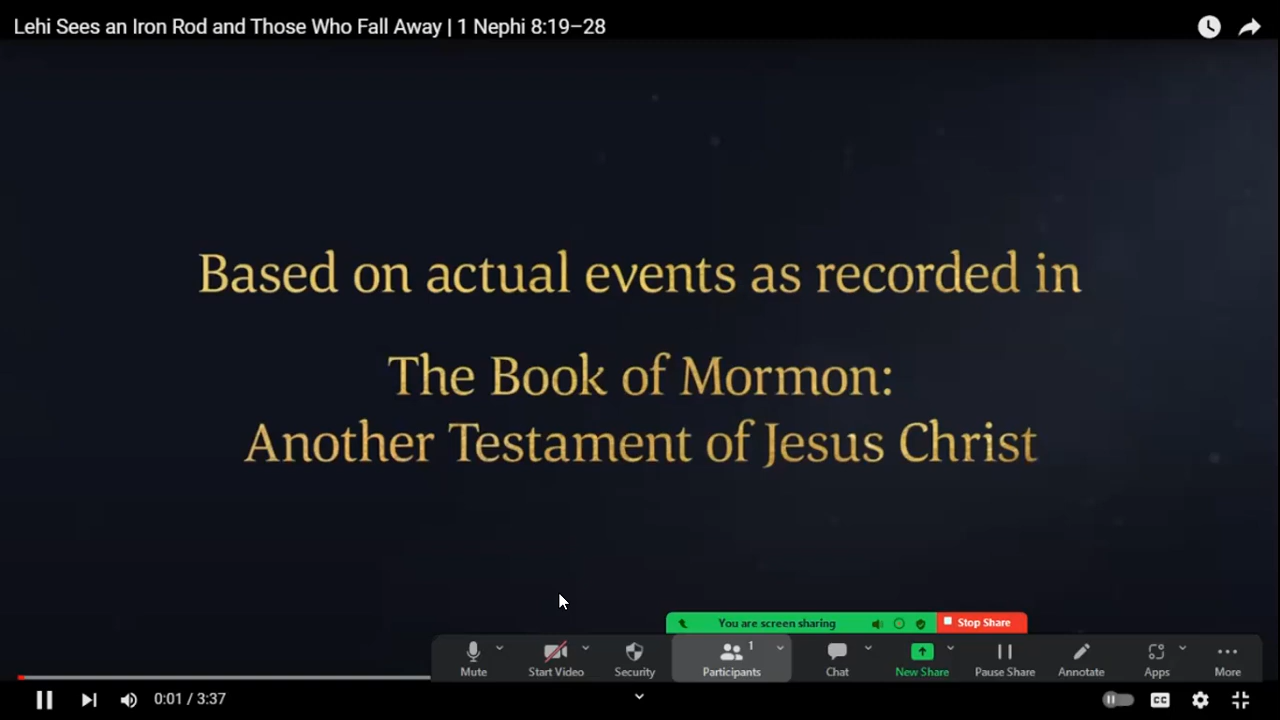 Lehi Sees an Iron Rod and Those Who Fall Away | 1 Nephi 8:19–28
Based on actual events as recorded in
The Book of Mormon:
Another Testament of Jesus Christ
You are screen sharing
Stop Share
1
Mute
Start Video
Security
Participants
Chat
New Share
Pause Share
Annotate
Apps
More
0:01 / 3:37
CC